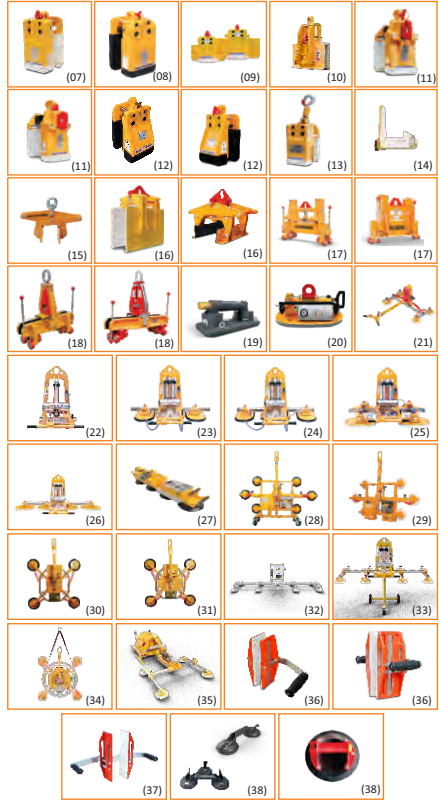 (07) (08) (09) (10) (11)
(11) (12) (12) (13) (14)
(15) (16) (16) (17) (17)
(18) (18) (19) (20) (21)
(22) (23) (24) (25)
(26) (27) (28) (29)
(30) (31) (32) (33)
(34) (35) (36) (36)
(37) (38) (38)